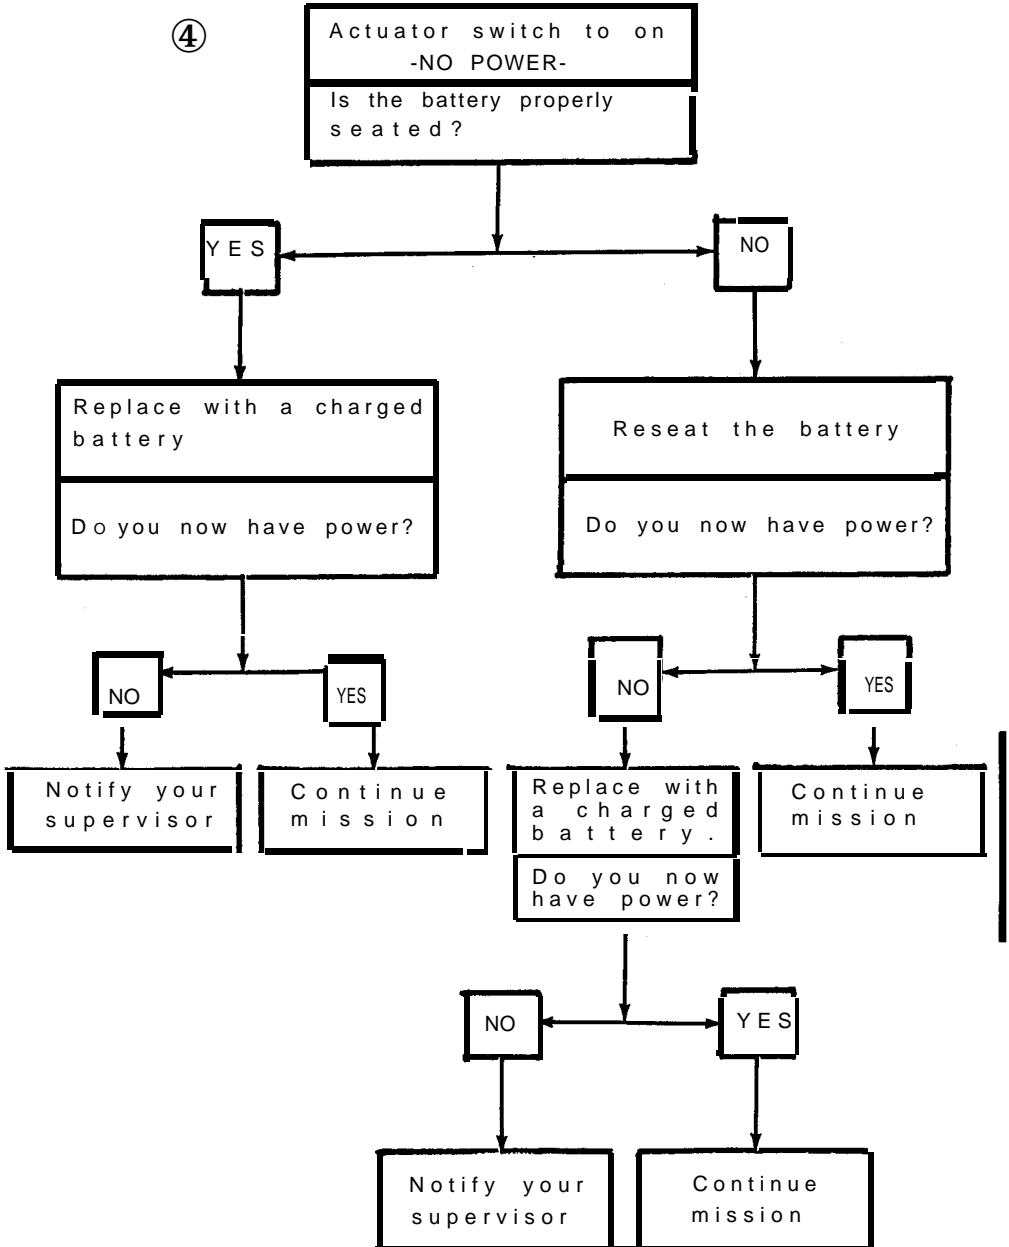 ④
Actuator switch to on
-NO POWER-
Is the battery properly
seated?
YES
NO
Replace with a charged
battery
Do you now have power?
Reseat the battery
Do you now have power?
NO
YES
NO
YES
Notify your
supervisor
Continue
mission
Replace with
a charged
battery.
Do you now
have power?
Continue
mission
NO
YES
Notify your
supervisor
Continue
mission